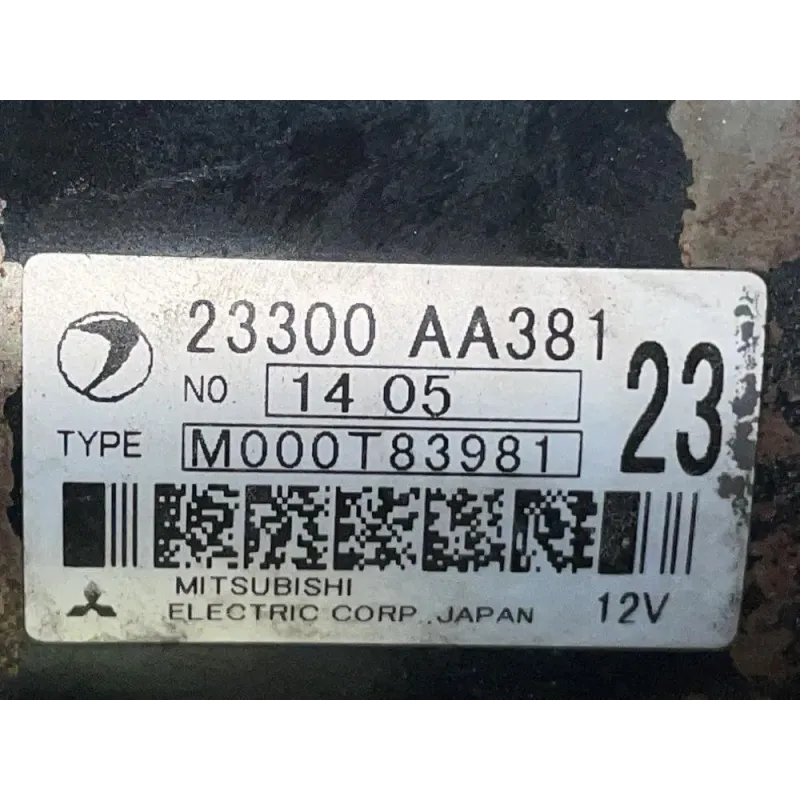 23300 AA381
NO 14 05
23
TYPE M000T83981
MITSUBISHI
ELECTRIC CORP. JAPAN 12V